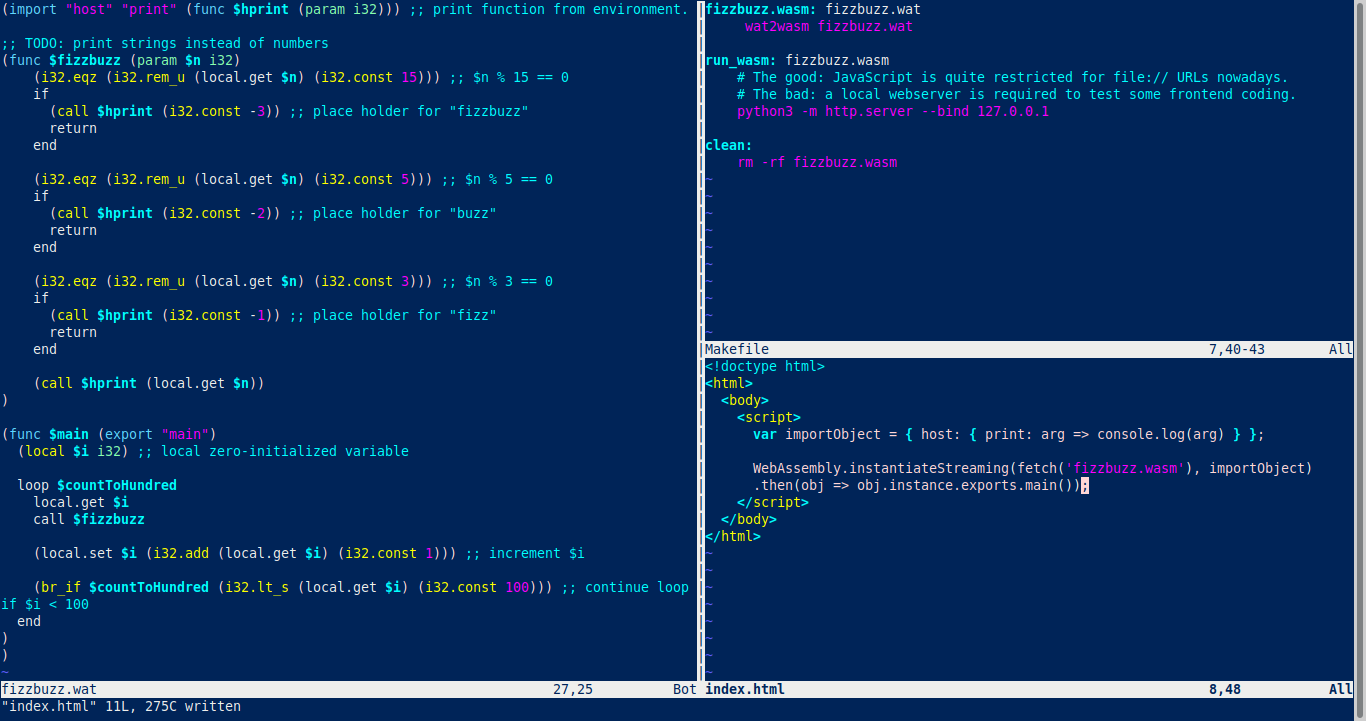 (import "host" "print" (func $hprint (param i32))) ;; print function from environment.

;; TODO: print strings instead of numbers
(func $fizzbuzz (param $n i32)
    (i32.eqz (i32.rem_u (local.get $n) (i32.const 15))) ;; $n % 15 == 0
    if
      (call $hprint (i32.const -3)) ;; place holder for "fizzbuzz"
      return
    end

    (i32.eqz (i32.rem_u (local.get $n) (i32.const 5))) ;; $n % 5 == 0
    if
      (call $hprint (i32.const -2)) ;; place holder for "buzz"
      return
    end

    (i32.eqz (i32.rem_u (local.get $n) (i32.const 3))) ;; $n % 3 == 0
    if
      (call $hprint (i32.const -1)) ;; place holder for "fizz"
      return
    end

    (call $hprint (local.get $n))
)

(func $main (export "main")
  (local $i i32) ;; local zero-initialized variable

  loop $countToHundred
    local.get $i
    call $fizzbuzz

    (local.set $i (i32.add (local.get $i) (i32.const 1))) ;; increment $i

    (br_if $countToHundred (i32.lt_s (local.get $i) (i32.const 100))) ;; continue loop
if $i < 100
  end
)
)
~
fizzbuzz.wat 27,25 Bot
fizzbuzz.wasm: fizzbuzz.wat
     wat2wasm fizzbuzz.wat

run_wasm: fizzbuzz.wasm
    # The good: JavaScript is quite restricted for file:// URLs nowadays.
    # The bad: a local webserver is required to test some frontend coding.
    python3 -m http.server --bind 127.0.0.1

clean:
    rm -rf fizzbuzz.wasm
~
~
~
~
~
~
~
~
~
~
Makefile 7,40-43 All
<!doctype html>
<html>
  <body>
    <script>
      var importObject = { host: { print: arg => console.log(arg) } };

      WebAssembly.instantiateStreaming(fetch('fizzbuzz.wasm'), importObject)
      .then(obj => obj.instance.exports.main());
    </script>
  </body>
</html>
~
~
~
~
~
~
~
~
index.html 8,48 All
"index.html" 11L, 275C written